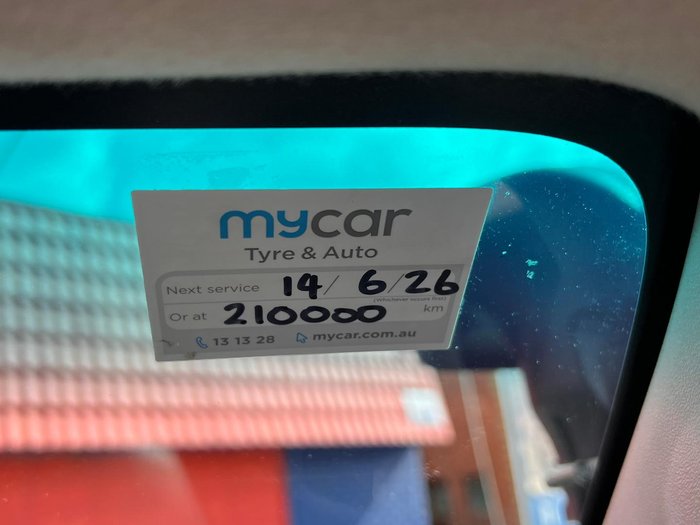 mycar
Tyre & Auto
Next service 14/ 6/26
(Whichever occurs first)
Or at 210000 km
13 13 28 mycar.com.au